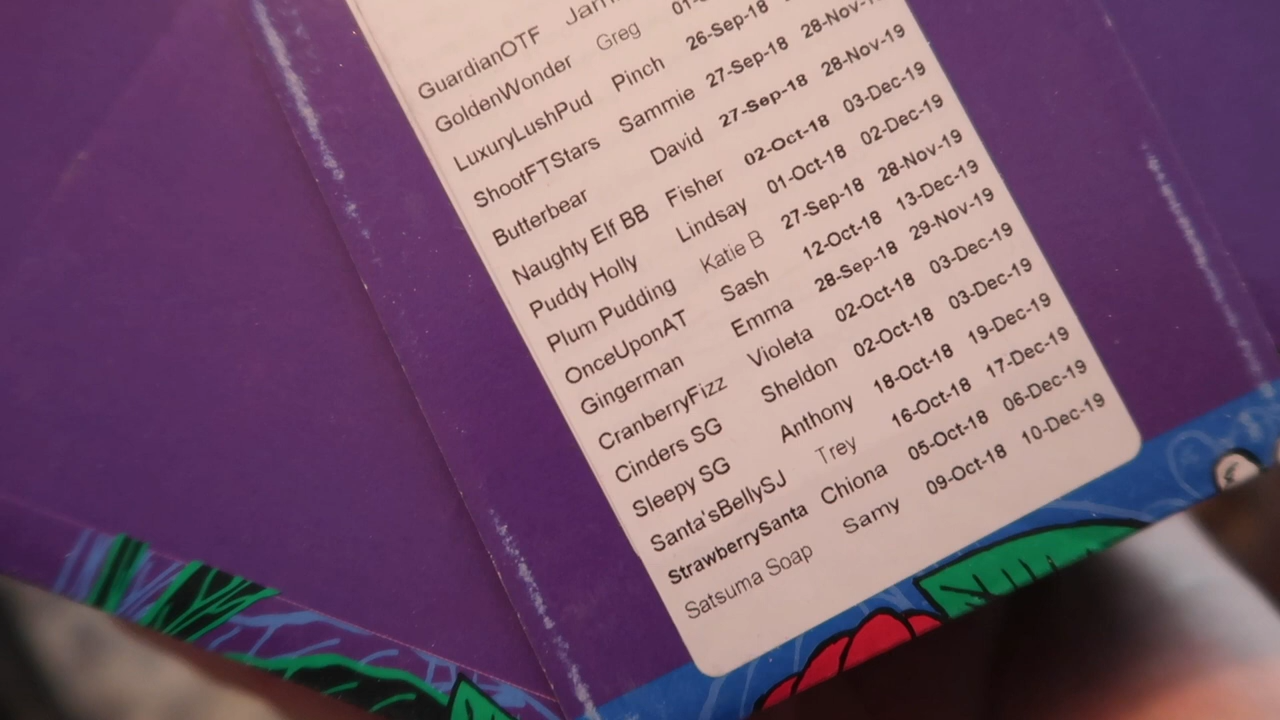 GuardianOTF
GoldenWonder Greg
LuxuryLushPud Pinch 26-Sep-18
ShootFTStars Sammie 27-Sep-18 28-Nov-1
Butterbear David 27-Sep-18 28-Nov-19
Naughty Elf BB Fisher 02-Oct-18 03-Dec-19
Puddy Holly Lindsay 01-Oct-18 02-Dec-19
Plum Pudding Katie B 27-Sep-18 28-Nov-19
OnceUponAT Sash 12-Oct-18 13-Dec-19
Gingerman Emma 28-Sep-18 29-Nov-19
CranberryFizz Violeta 02-Oct-18 03-Dec-19
Cinders SG Sheldon 02-Oct-18 03-Dec-19
Sleepy SG Anthony 18-Oct-18 19-Dec-19
Santa'sBellySJ Trey 16-Oct-18 17-Dec-19
StrawberrySanta Chiona 05-Oct-18 06-Dec-19
Satsuma Soap Samy 09-Oct-18 10-Dec-19